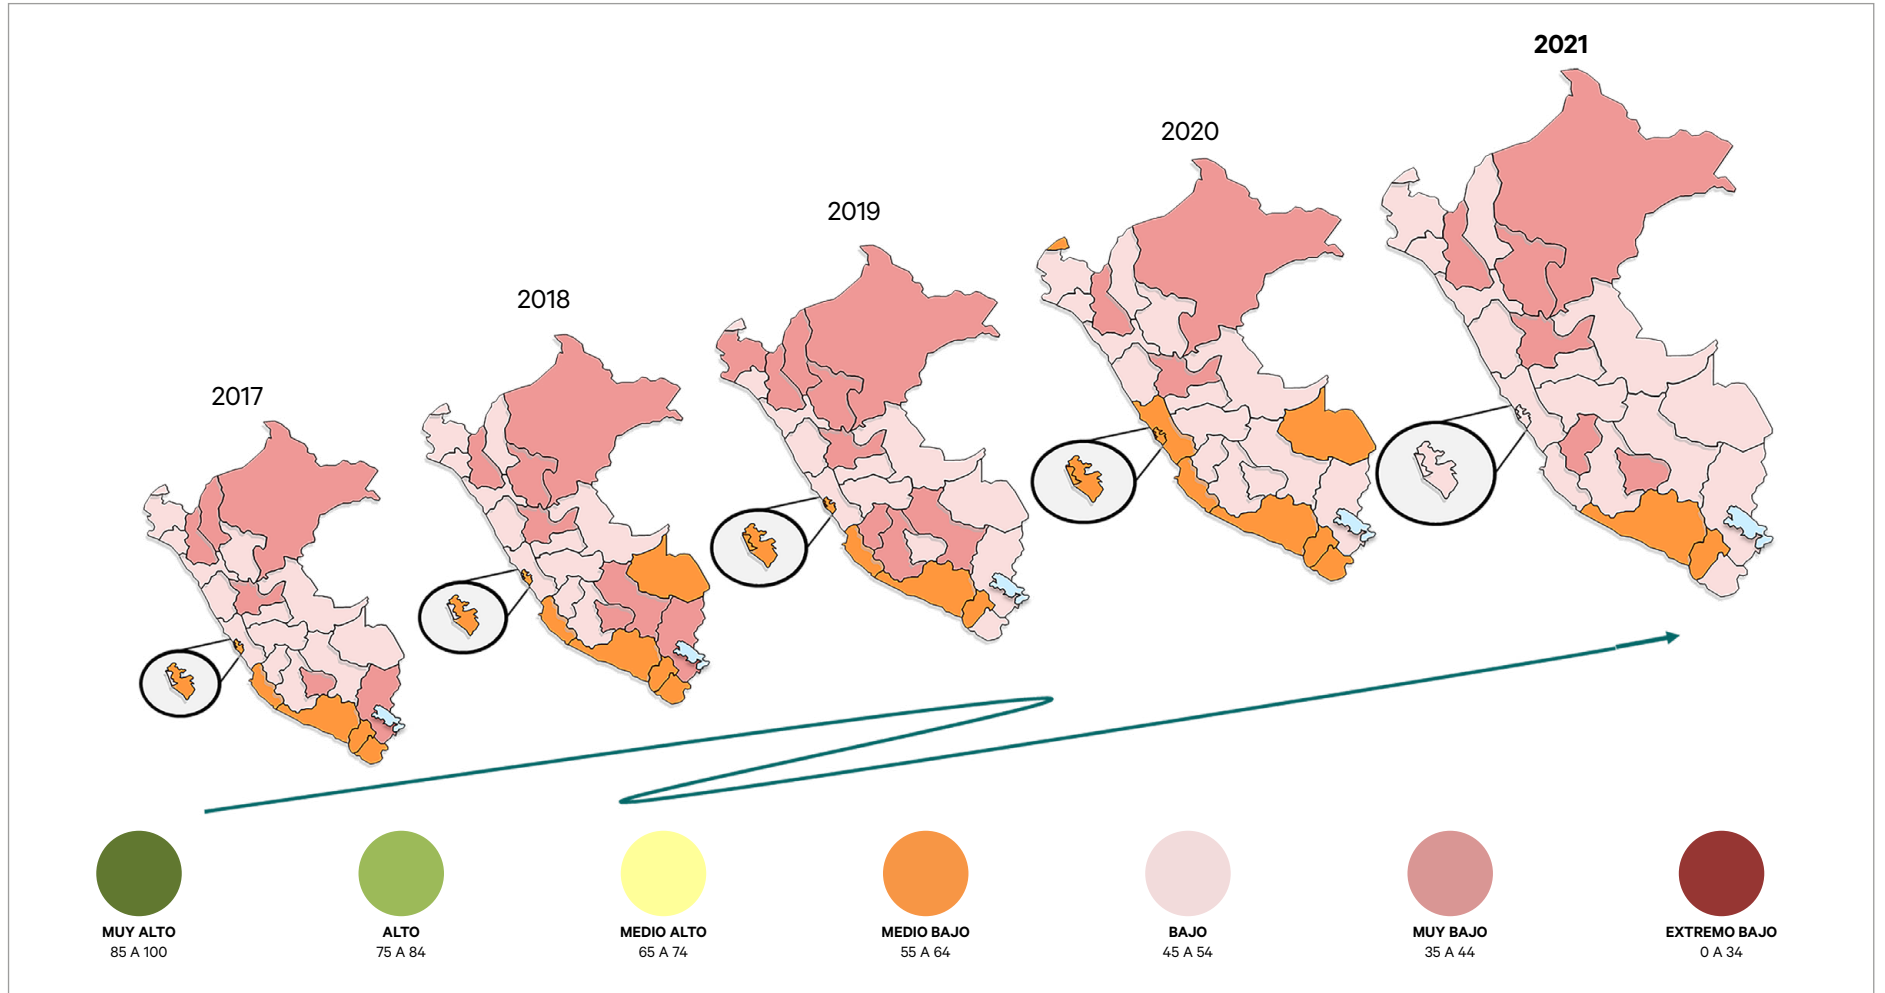 2021
2020
2019
2018
2017
MUY ALTO
85 A 100
ALTO
75 A 84
MEDIO ALTO
65 A 74
MEDIO BAJO
55 A 64
BAJO
45 A 54
MUY BAJO
35 A 44
EXTREMO BAJO
0 A 34